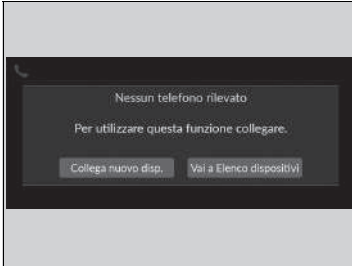 Nessun telefono rilevato
Per utilizzare questa funzione collegare.
Collega nuovo disp. Vai a Elenco dispositivi